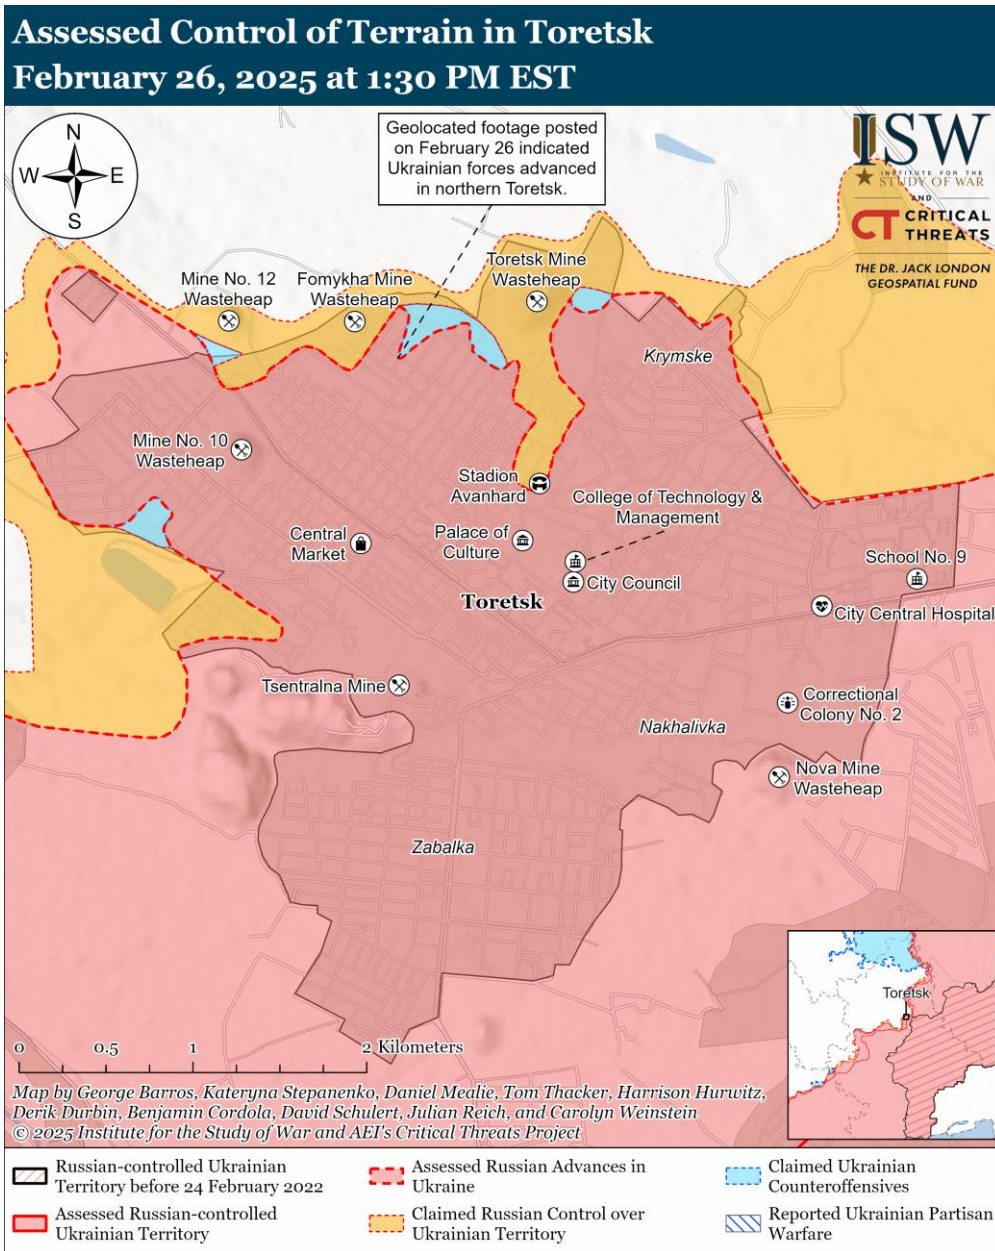 Assessed Control of Terrain in Toretsk
February 26, 2025 at 1:30 PM EST
N
W
E
S
Geolocated footage posted
on February 26 indicated
Ukrainian forces advanced
in northern Toretsk.
ISW
INSTITUTE FOR THE
STUDY OF WAR
AND
CT CRITICAL
THREATS
THE DR. JACK LONDON
GEOSPATIAL FUND
Mine No. 12
Wasteheap
Fomykha Mine
Wasteheap
Toretsk Mine
Wasteheap
Krymske
Mine No. 10
Wasteheap
Stadion
Avanhard
College of Technology &
Management
Central
Market
Palace of
Culture
School No. 9
City Council
Toretsk
City Central Hospital
Tsentralna Mine
Correctional
Colony No. 2
Nakhalivka
Nova Mine
Wasteheap
Zabalka
Toretsk
0 0.5 1 2 Kilometers
Map by George Barros, Kateryna Stepanenko, Daniel Mealie, Tom Thacker, Harrison Hurwitz,
Derik Durbin, Benjamin Cordola, David Schulert, Julian Reich, and Carolyn Weinstein
© 2025 Institute for the Study of War and AEI's Critical Threats Project
Russian-controlled Ukrainian
Territory before 24 February 2022
Assessed Russian Advances in
Ukraine
Claimed Ukrainian
Counteroffensives
Assessed Russian-controlled
Ukrainian Territory
Claimed Russian Control over
Ukrainian Territory
Reported Ukrainian Partisan
Warfare